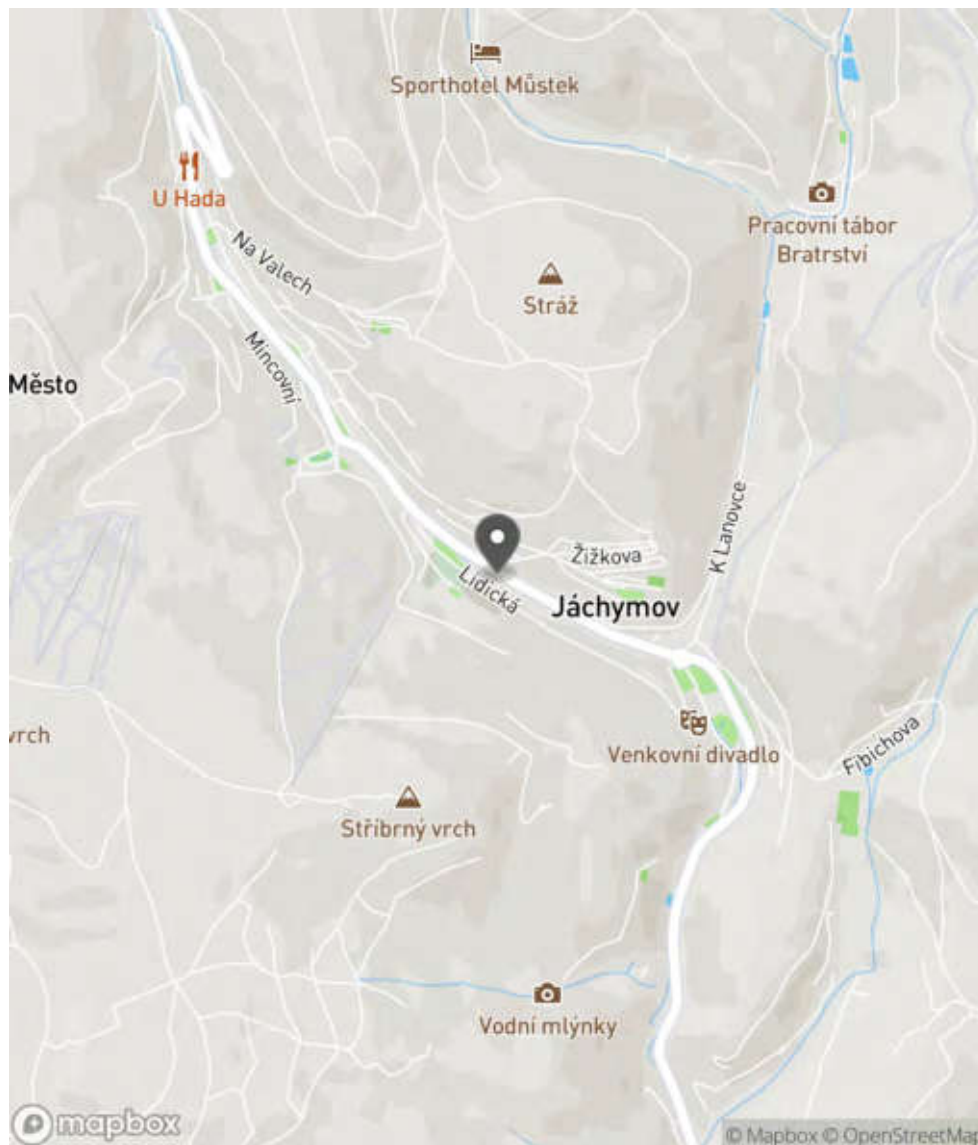 Sporthotel Můstek
U Hada
Pracovní tábor
Bratrství
Na Valech
Stráž
Mincovní
Město
K Lanovce
Žižkova
Lidická
Jáchymov
vrch
Venkovní divadlo
Fibichova
Stříbrný vrch
Vodní mlýnky
mapbox
© Mapbox © OpenStreetMa